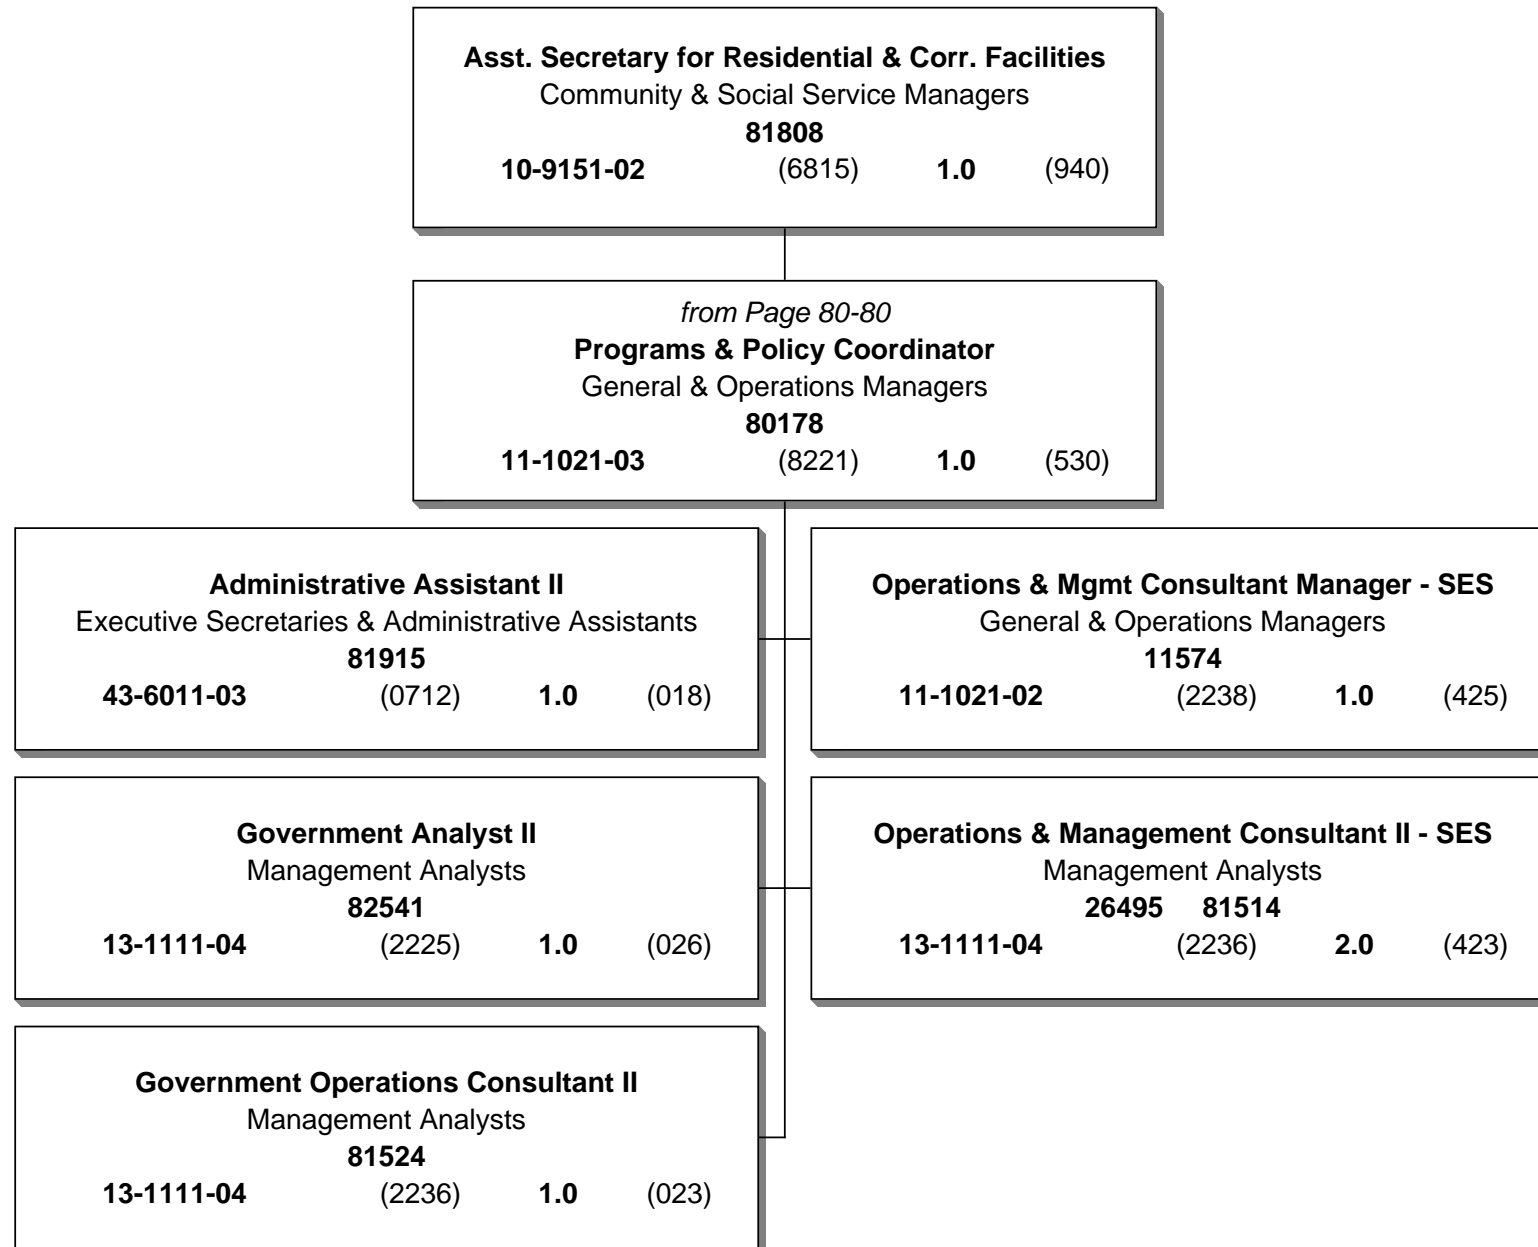 Asst. Secretary for Residential & Corr. Facilities
Community & Social Service Managers
81808
10-9151-02 (6815) 1.0 (940)
from Page 80-80
Programs & Policy Coordinator
General & Operations Managers
80178
11-1021-03 (8221) 1.0 (530)
Administrative Assistant II
Executive Secretaries & Administrative Assistants
81915
43-6011-03 (0712) 1.0 (018)
Operations & Mgmt Consultant Manager - SES
General & Operations Managers
11574
11-1021-02 (2238) 1.0 (425)
Government Analyst II
Management Analysts
82541
13-1111-04 (2225) 1.0 (026)
Operations & Management Consultant II - SES
Management Analysts
26495 81514
13-1111-04 (2236) 2.0 (423)
Government Operations Consultant II
Management Analysts
81524
13-1111-04 (2236) 1.0 (023)